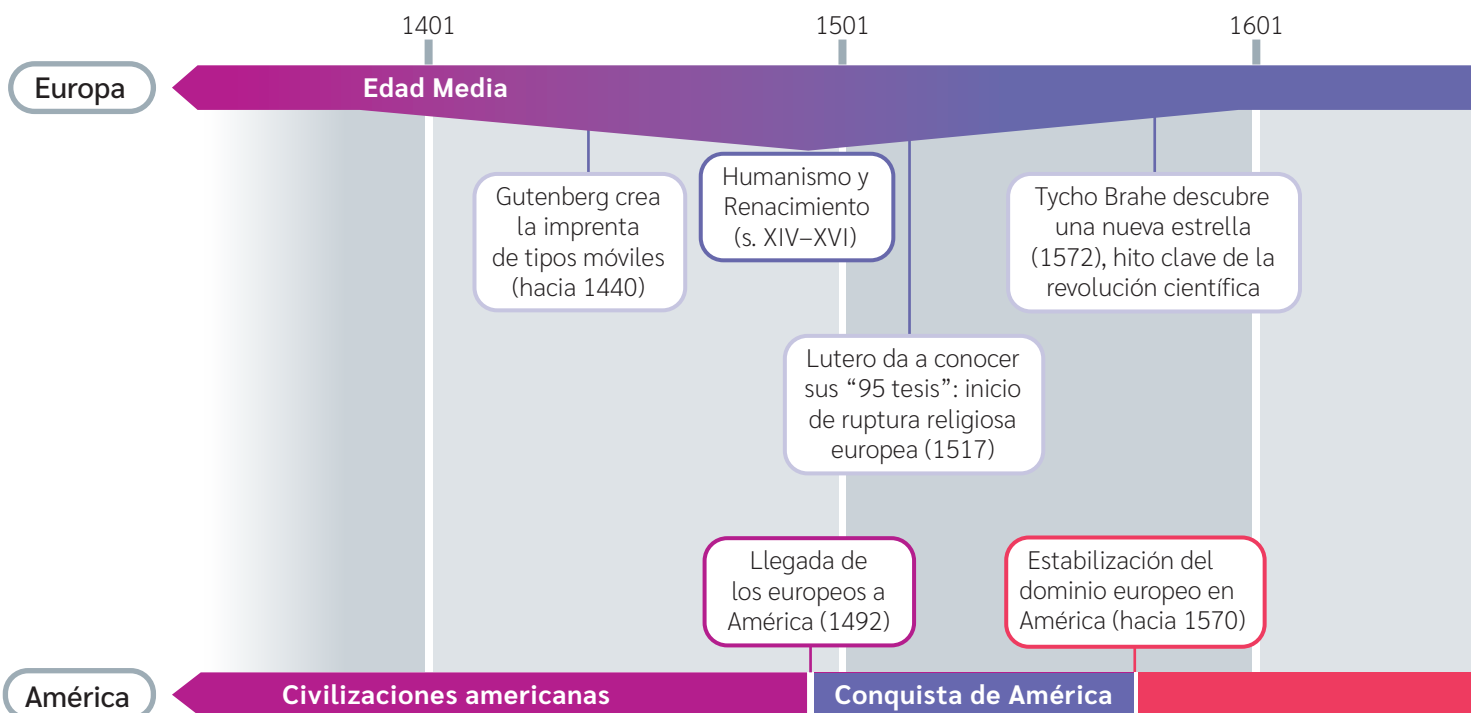 1401
1501
1601
Europa
Edad Media
Gutenberg crea
la imprenta
de tipos móviles
(hacia 1440)
Humanismo y
Renacimiento
(s. XIV–XVI)
Tycho Brahe descubre
una nueva estrella
(1572), hito clave de la
revolución científica
Lutero da a conocer
sus “95 tesis”: inicio
de ruptura religiosa
europea (1517)
Llegada de
los europeos a
América (1492)
Estabilización del
dominio europeo en
América (hacia 1570)
América
Civilizaciones americanas
Conquista de América